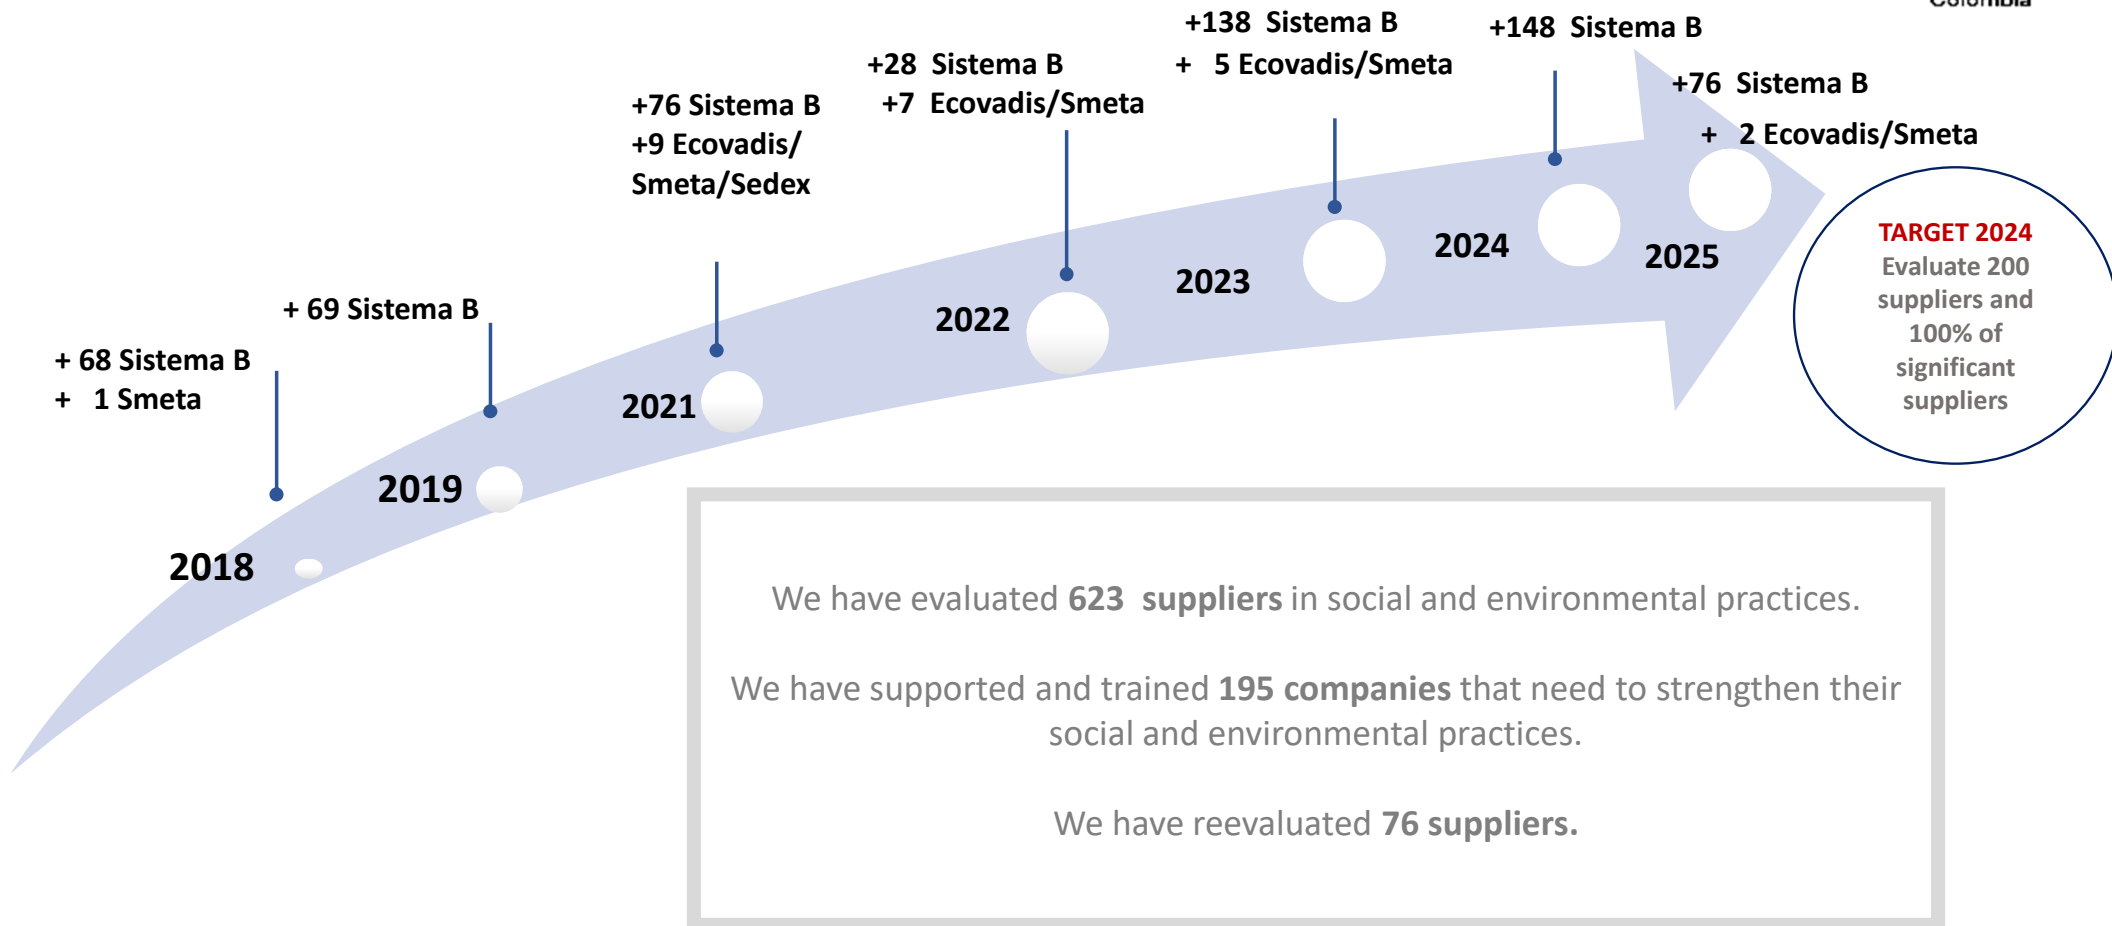 Colombia
+ 68 Sistema B
+   1 Smeta
2018
+ 69 Sistema B
2019
+76 Sistema B
+9 Ecovadis/
Smeta/Sedex
2021
+28  Sistema B
+7  Ecovadis/Smeta
2022
+138  Sistema B
+   5 Ecovadis/Smeta
2023
+148  Sistema B
2024
+76  Sistema B
+   2 Ecovadis/Smeta
2025
TARGET 2024
Evaluate 200
suppliers and
100% of
significant
suppliers
We have evaluated 623  suppliers in social and environmental practices.
We have supported and trained 195 companies that need to strengthen their
social and environmental practices.
We have reevaluated 76 suppliers.